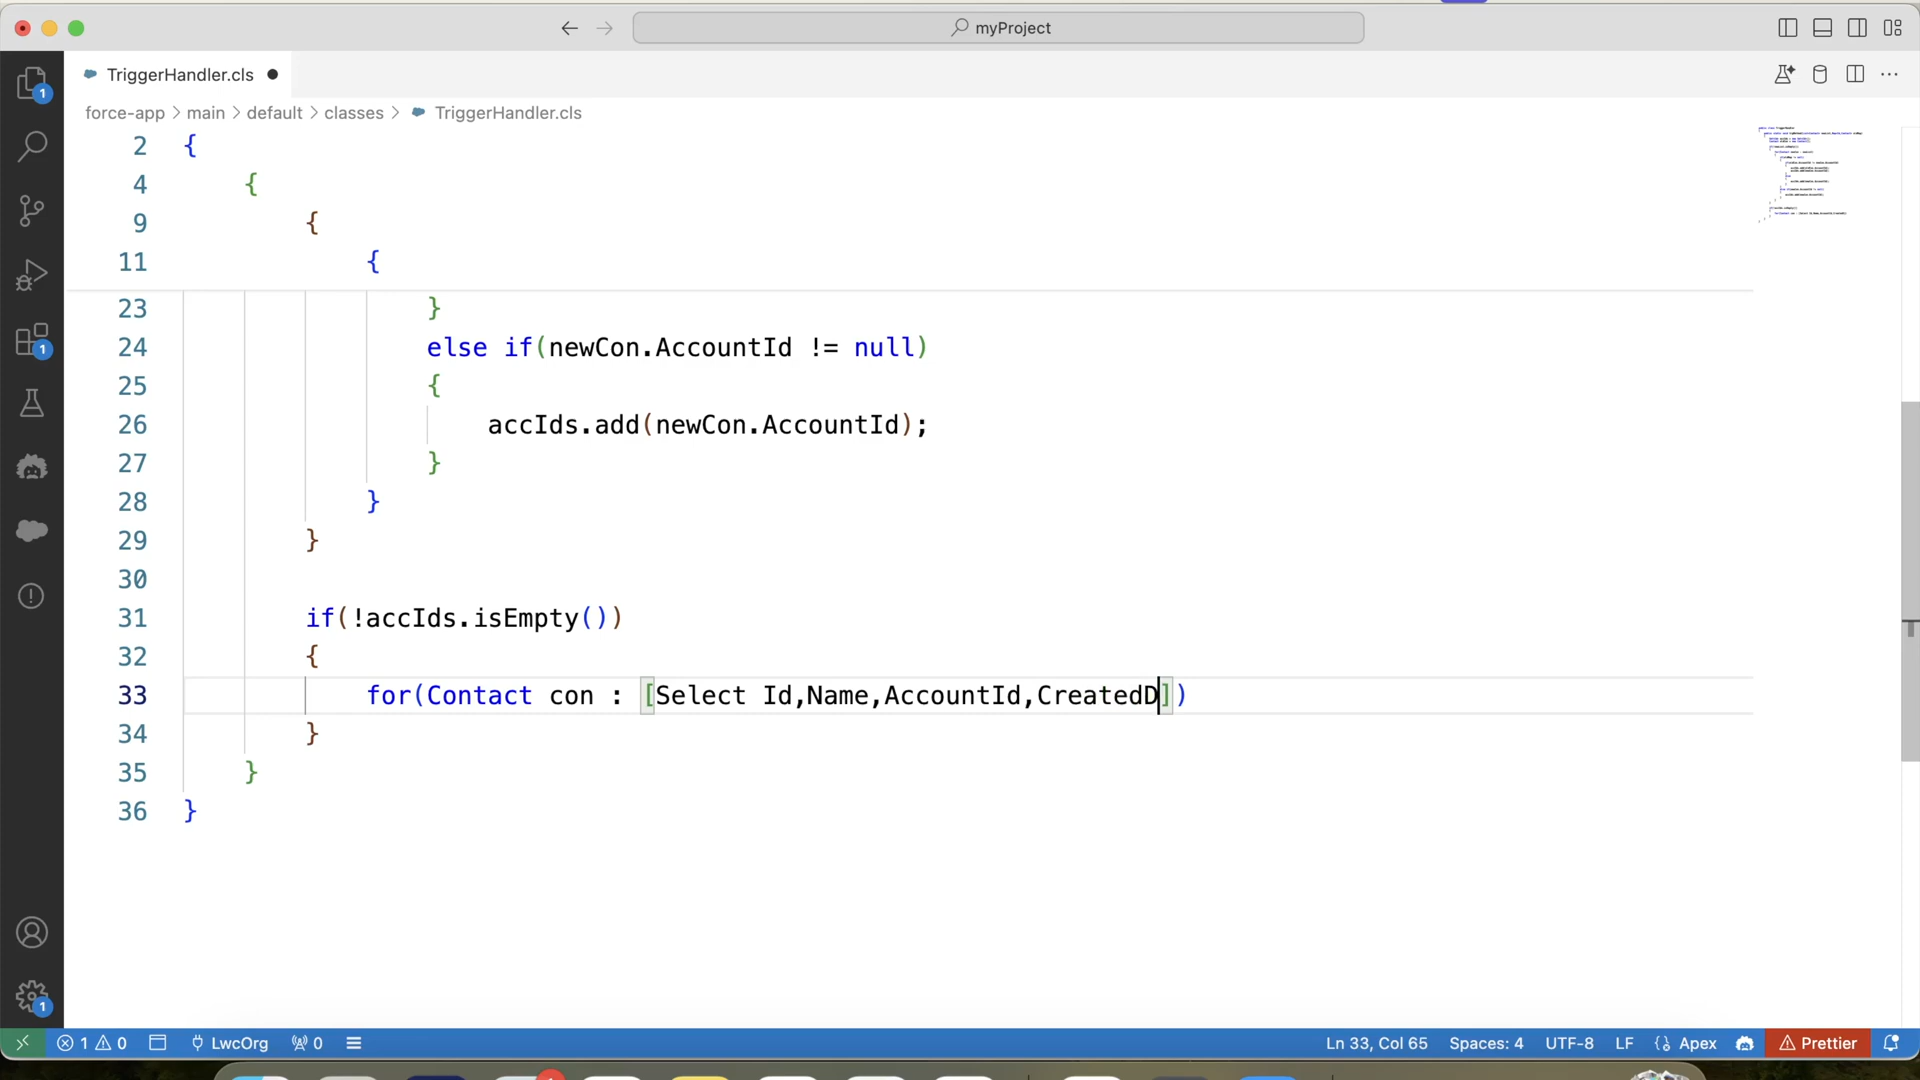 myProject
TriggerHandler.cls
force-app > main > default > classes > TriggerHandler.cls
2 {
4 {
9 {
11 {
23 }
24 else if(newCon.AccountId != null)
25 {
26 accIds.add(newCon.AccountId);
27 }
28 }
29 }
30
31 if(!accIds.isEmpty())
32 {
33 for(Contact con : [Select Id,Name,AccountId,CreatedD])
34 }
35 }
36 }
1
1
1
1 0 LwcOrg 0 Ln 33, Col 65 Spaces: 4 UTF-8 LF {} Apex Prettier